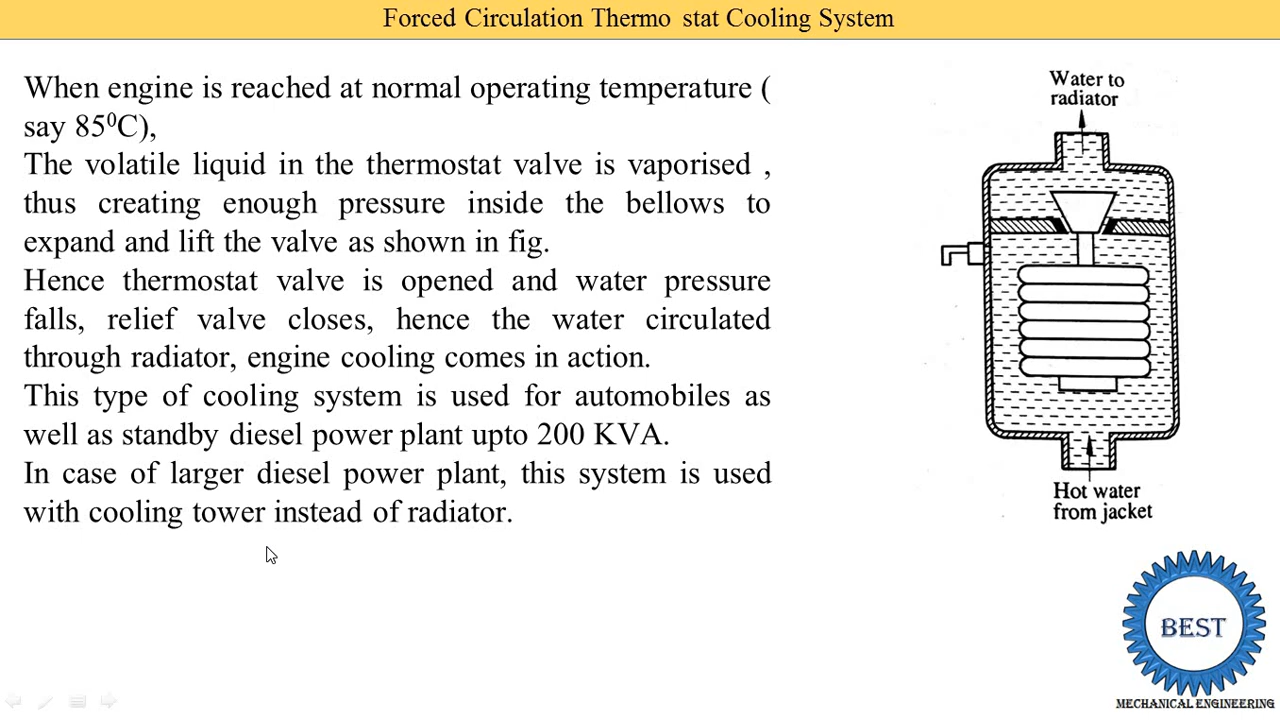 Forced Circulation Thermo stat Cooling System
When engine is reached at normal operating temperature (
say 85⁰C),
The volatile liquid in the thermostat valve is vaporised ,
thus creating enough pressure inside the bellows to
expand and lift the valve as shown in fig.
Hence thermostat valve is opened and water pressure
falls, relief valve closes, hence the water circulated
through radiator, engine cooling comes in action.
This type of cooling system is used for automobiles as
well as standby diesel power plant upto 200 KVA.
In case of larger diesel power plant, this system is used
with cooling tower instead of radiator.
Water to
radiator
Hot water
from jacket
BEST
MECHANICAL ENGINEERING